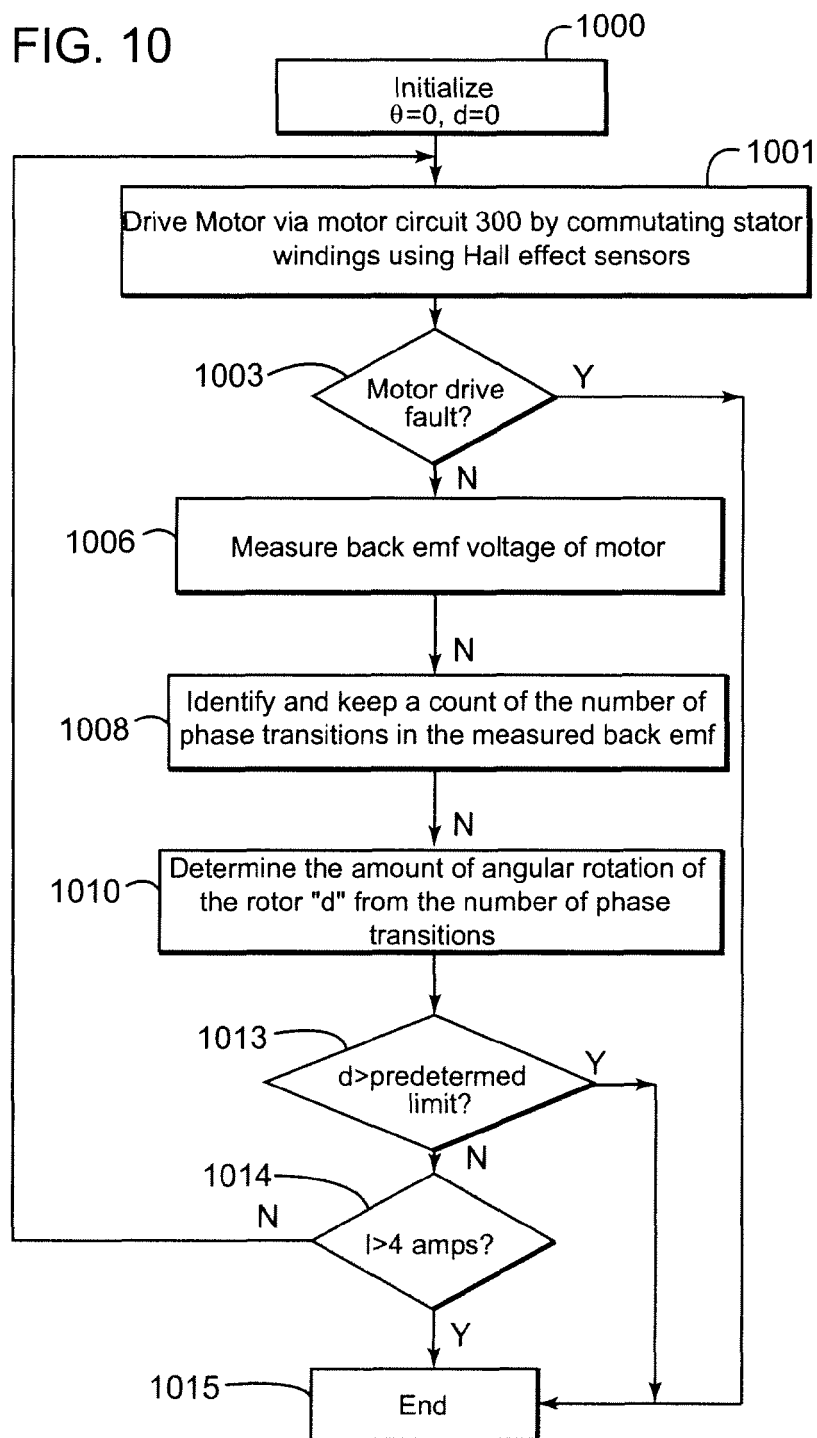 FIG. 10
1000
Initialize
θ=0, d=0
1001
Drive Motor via motor circuit 300 by commutating stator
windings using Hall effect sensors
1003
Motor drive
fault?
Y
N
1006
Measure back emf voltage of motor
N
1008
Identify and keep a count of the number of
phase transitions in the measured back emf
N
1010
Determine the amount of angular rotation of
the rotor "d" from the number of phase
transitions
1013
d>predetermed
limit?
Y
N
1014
N
I>4 amps?
Y
1015
End